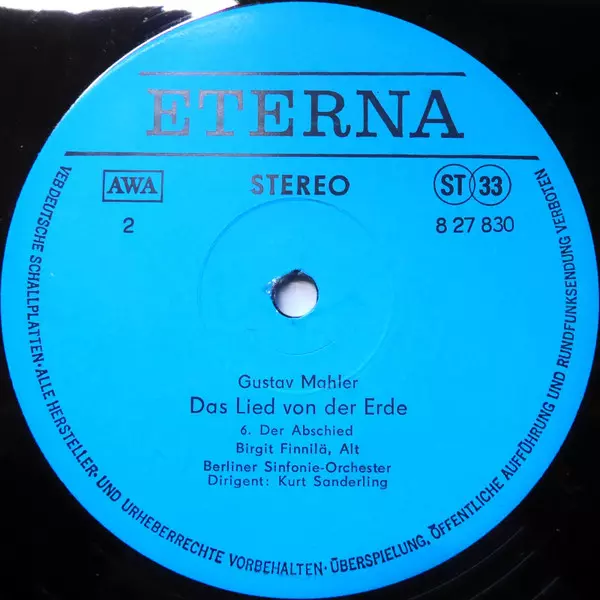 ETERNA
AWA
STEREO
ST 33
2
8 27 830
Gustav Mahler
Das Lied von der Erde
6. Der Abschied
Birgit Finnilä, Alt
Berliner Sinfonie-Orchester
Dirigent: Kurt Sanderling
VEB DEUTSCHE SCHALLPLATTEN · ALLE HERSTELLER- UND URHEBERRECHTE VORBEHALTEN · ÜBERSPIELUNG, ÖFFENTLICHE AUFFÜHRUNG UND RUNDFUNKSENDUNG VERBOTEN